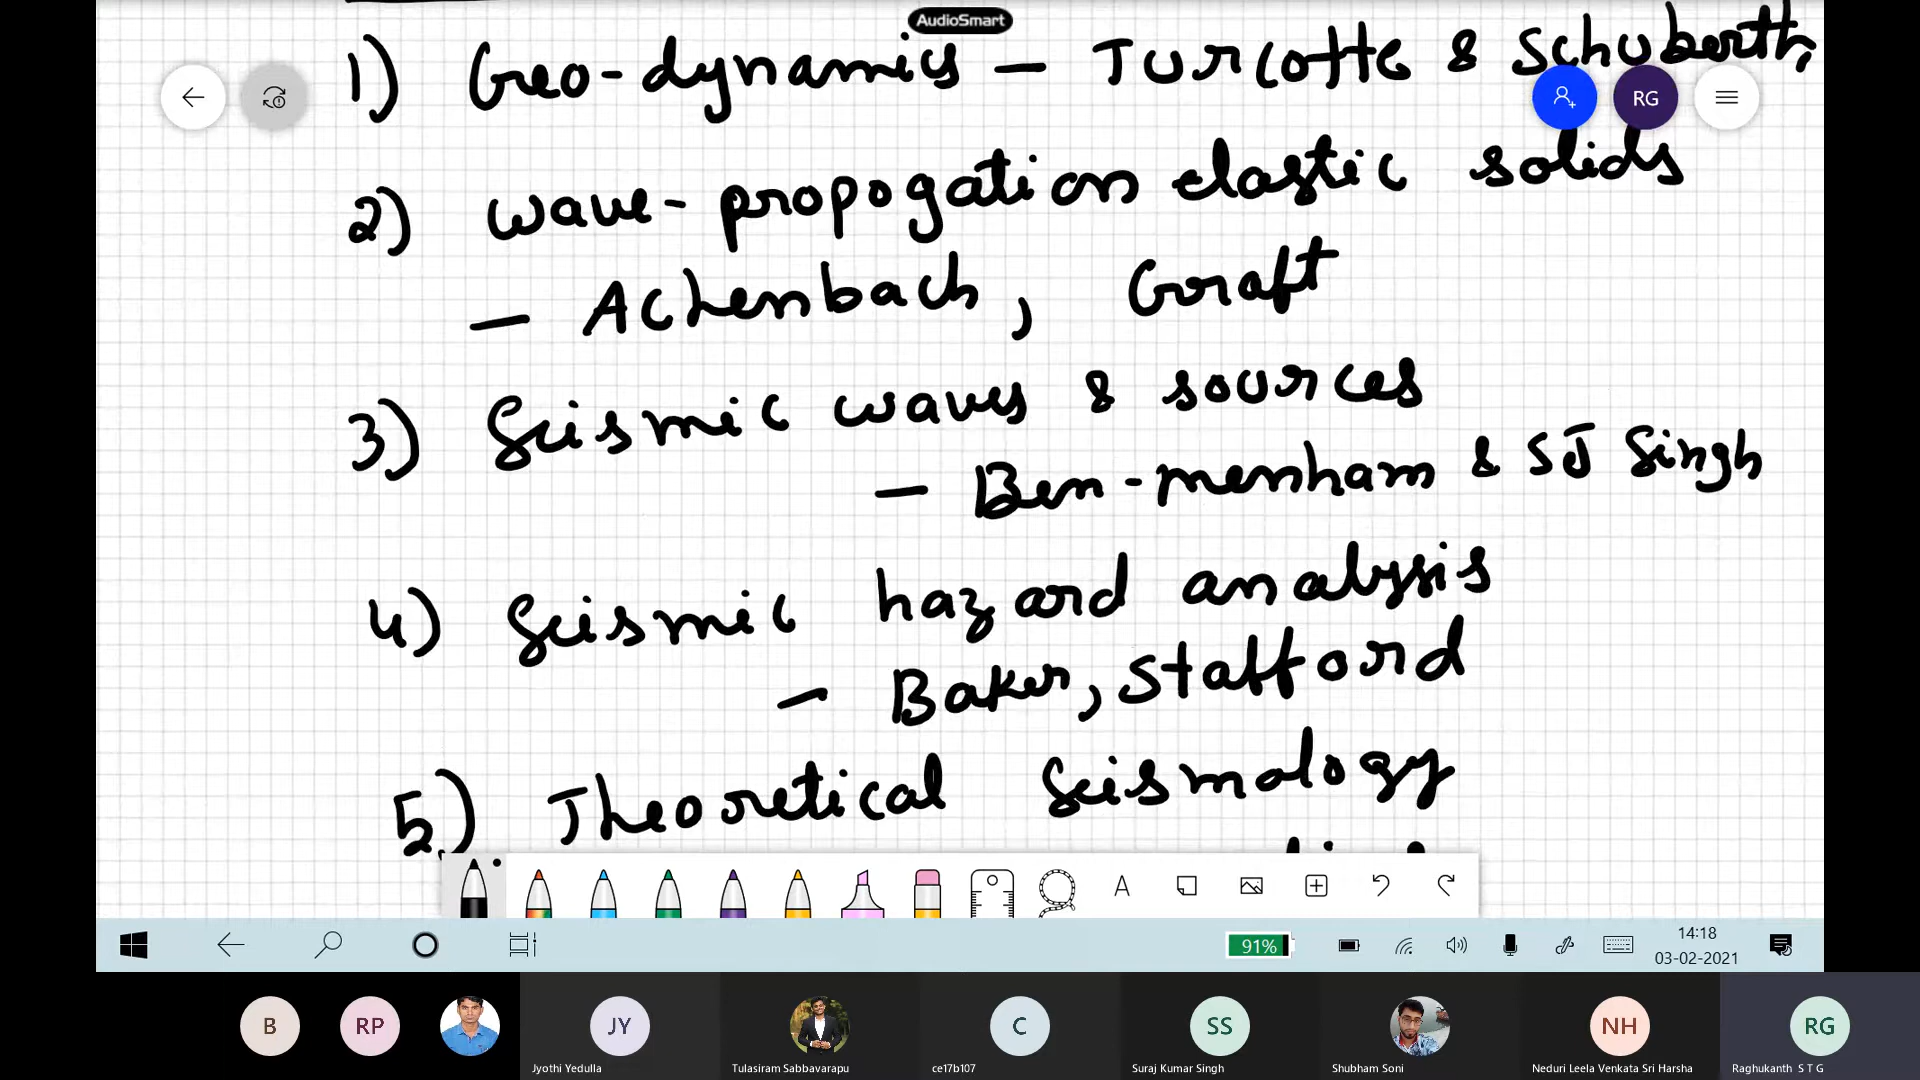 AudioSmart
1) Geo-dynamics — Turcotte & Schuberth,
RG
2) wave-propogation elastic solids
— Achenbach, Graft
3) Seismic waves & sources
— Ben-menham & SJ Singh
4) Seismic hazard analysis
— Baker, Stafford
5.) Theoretical Seismology
A
91%
14:18
03-02-2021
B RP JY C SS NH RG
Jyothi Yedulla Tulasiram Sabbavarapu ce17b107 Suraj Kumar Singh Shubham Soni Neduri Leela Venkata Sri Harsha Raghukanth S T G